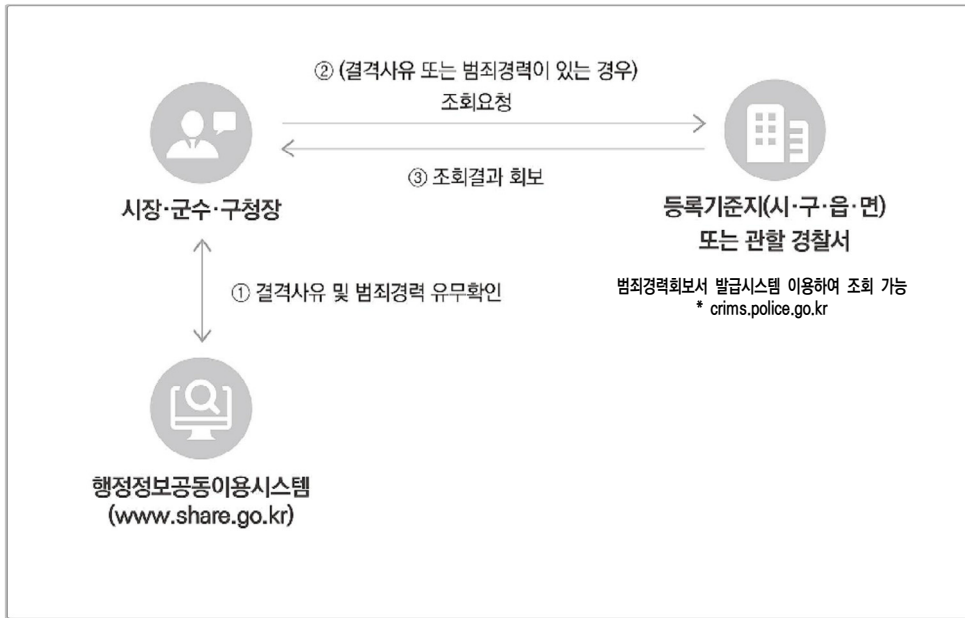 ② (결격사유 또는 범죄경력이 있는 경우)
조회요청
③ 조회결과 회보
시장·군수·구청장
등록기준지(시·구·읍·면)
또는 관할 경찰서
범죄경력회보서 발급시스템 이용하여 조회 가능
* crims.police.go.kr
① 결격사유 및 범죄경력 유무확인
행정정보공동이용시스템
(www.share.go.kr)